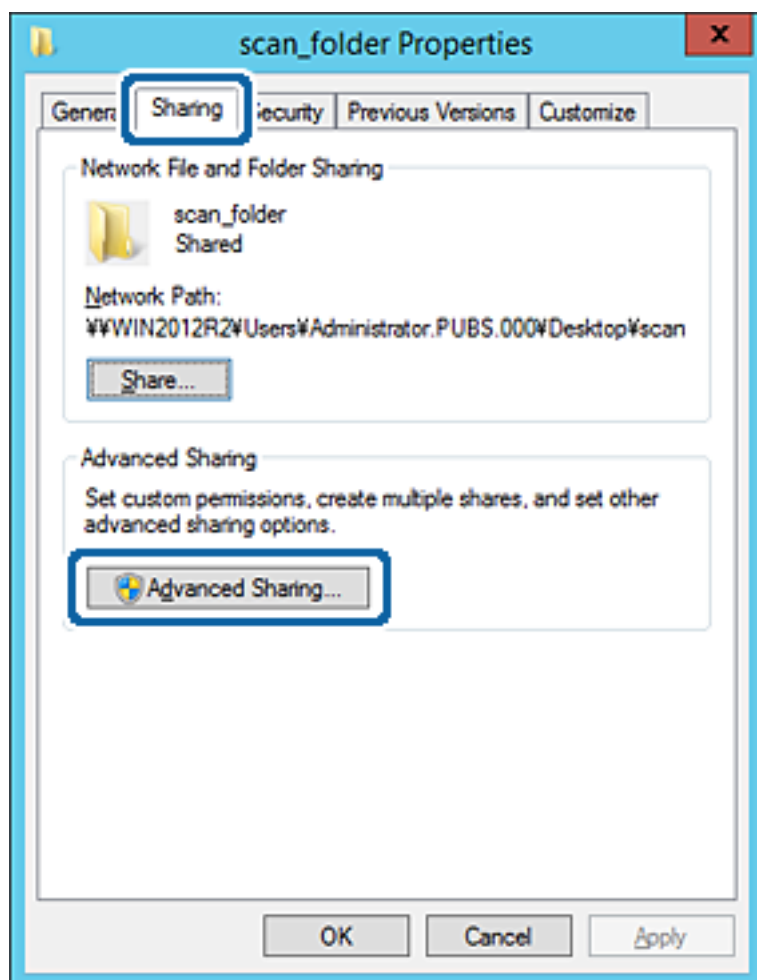 scan_folder Properties
x
General Sharing Security Previous Versions Customize
Network File and Folder Sharing
scan_folder
Shared
Network Path:
¥¥WIN2012R2¥Users¥Administrator.PUBS.000¥Desktop¥scan
Share...
Advanced Sharing
Set custom permissions, create multiple shares, and set other
advanced sharing options.
Advanced Sharing...
OK Cancel Apply